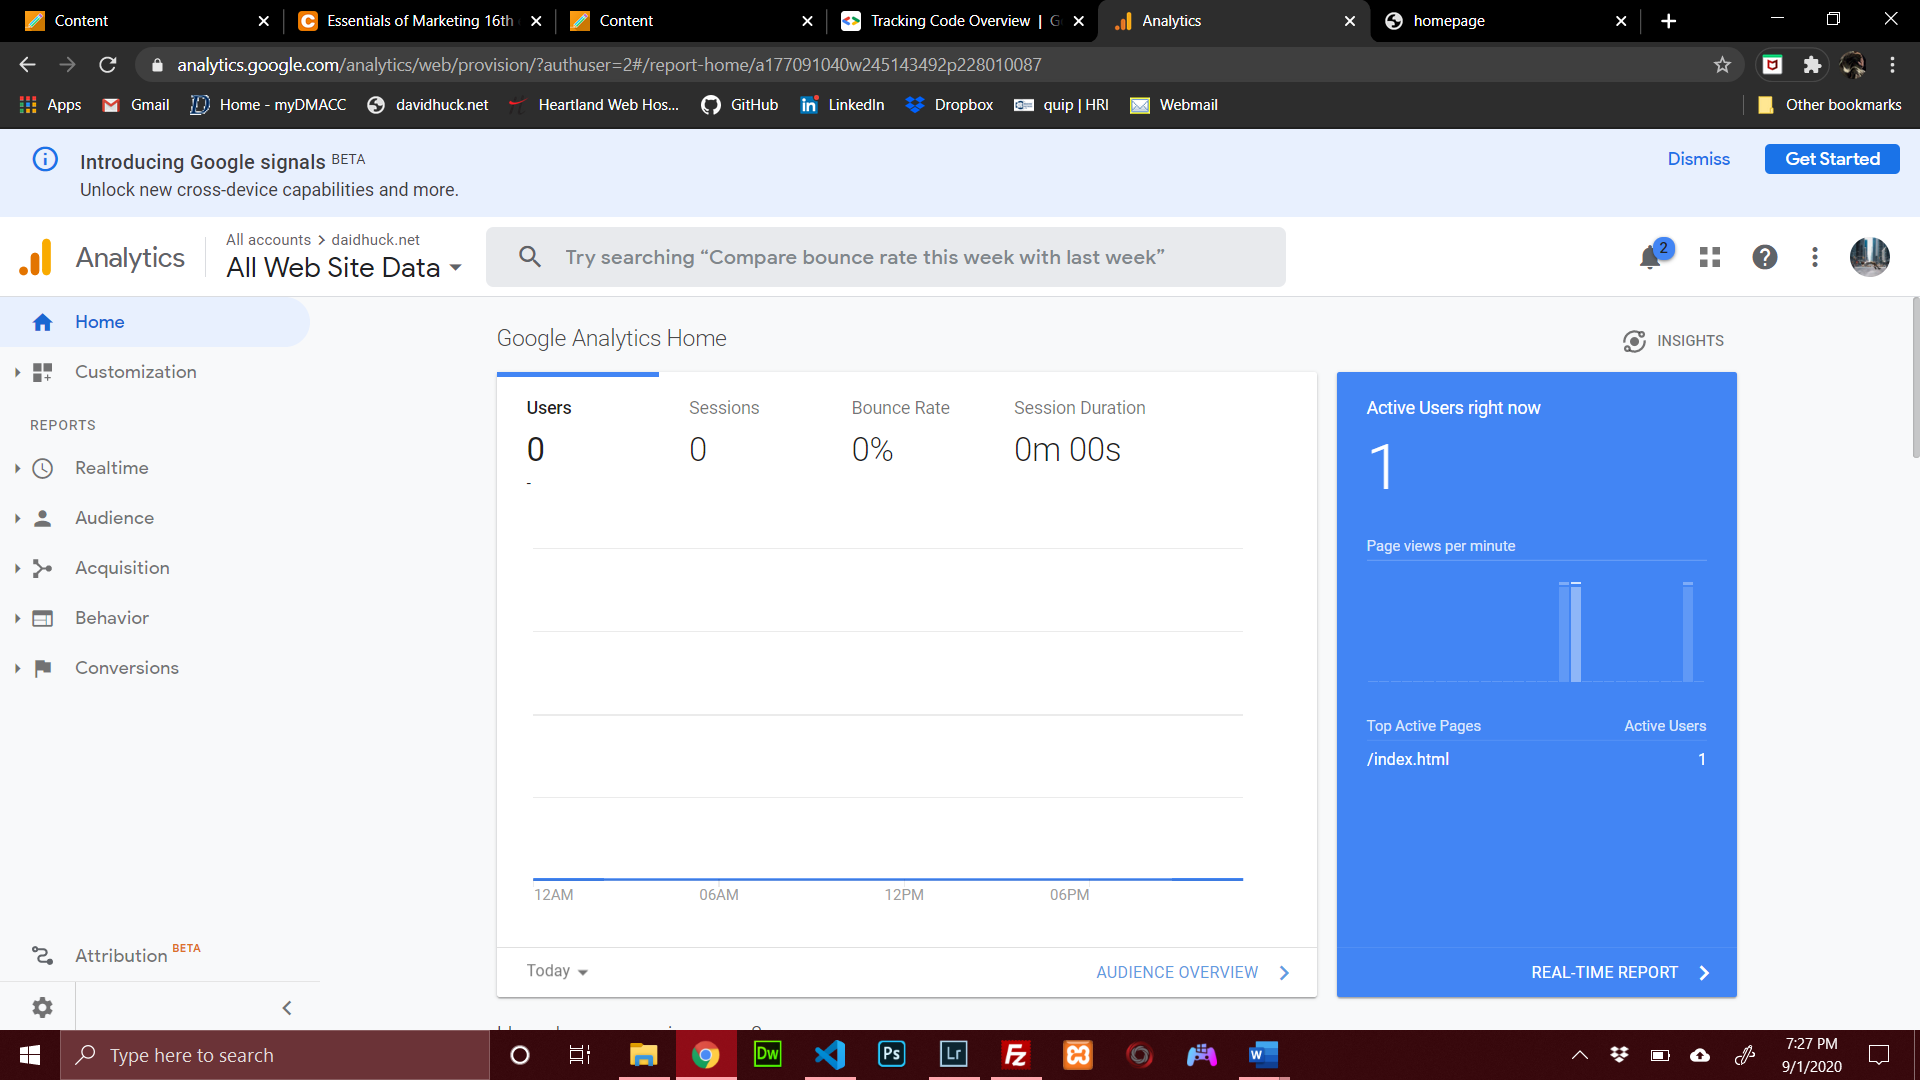 Content
Essentials of Marketing 16th
Content
Tracking Code Overview | G
Analytics
homepage
analytics.google.com/analytics/web/provision/?authuser=2#/report-home/a177091040w245143492p228010087
Apps
Gmail
Home - myDMACC
davidhuck.net
Heartland Web Hos...
GitHub
LinkedIn
Dropbox
quip | HRI
Webmail
Other bookmarks
Introducing Google signals BETA
Unlock new cross-device capabilities and more.
Dismiss
Get Started
Analytics
All accounts > daidhuck.net
All Web Site Data
Try searching “Compare bounce rate this week with last week”
2
Home
Customization
REPORTS
Realtime
Audience
Acquisition
Behavior
Conversions
Attribution BETA
Google Analytics Home
INSIGHTS
Users
0
-
Sessions
0
Bounce Rate
0%
Session Duration
0m 00s
12AM
06AM
12PM
06PM
Today
AUDIENCE OVERVIEW
Active Users right now
1
Page views per minute
Top Active Pages
Active Users
/index.html
1
REAL-TIME REPORT
Type here to search
Dw
Ps
Lr
Fz
W
7:27 PM
9/1/2020